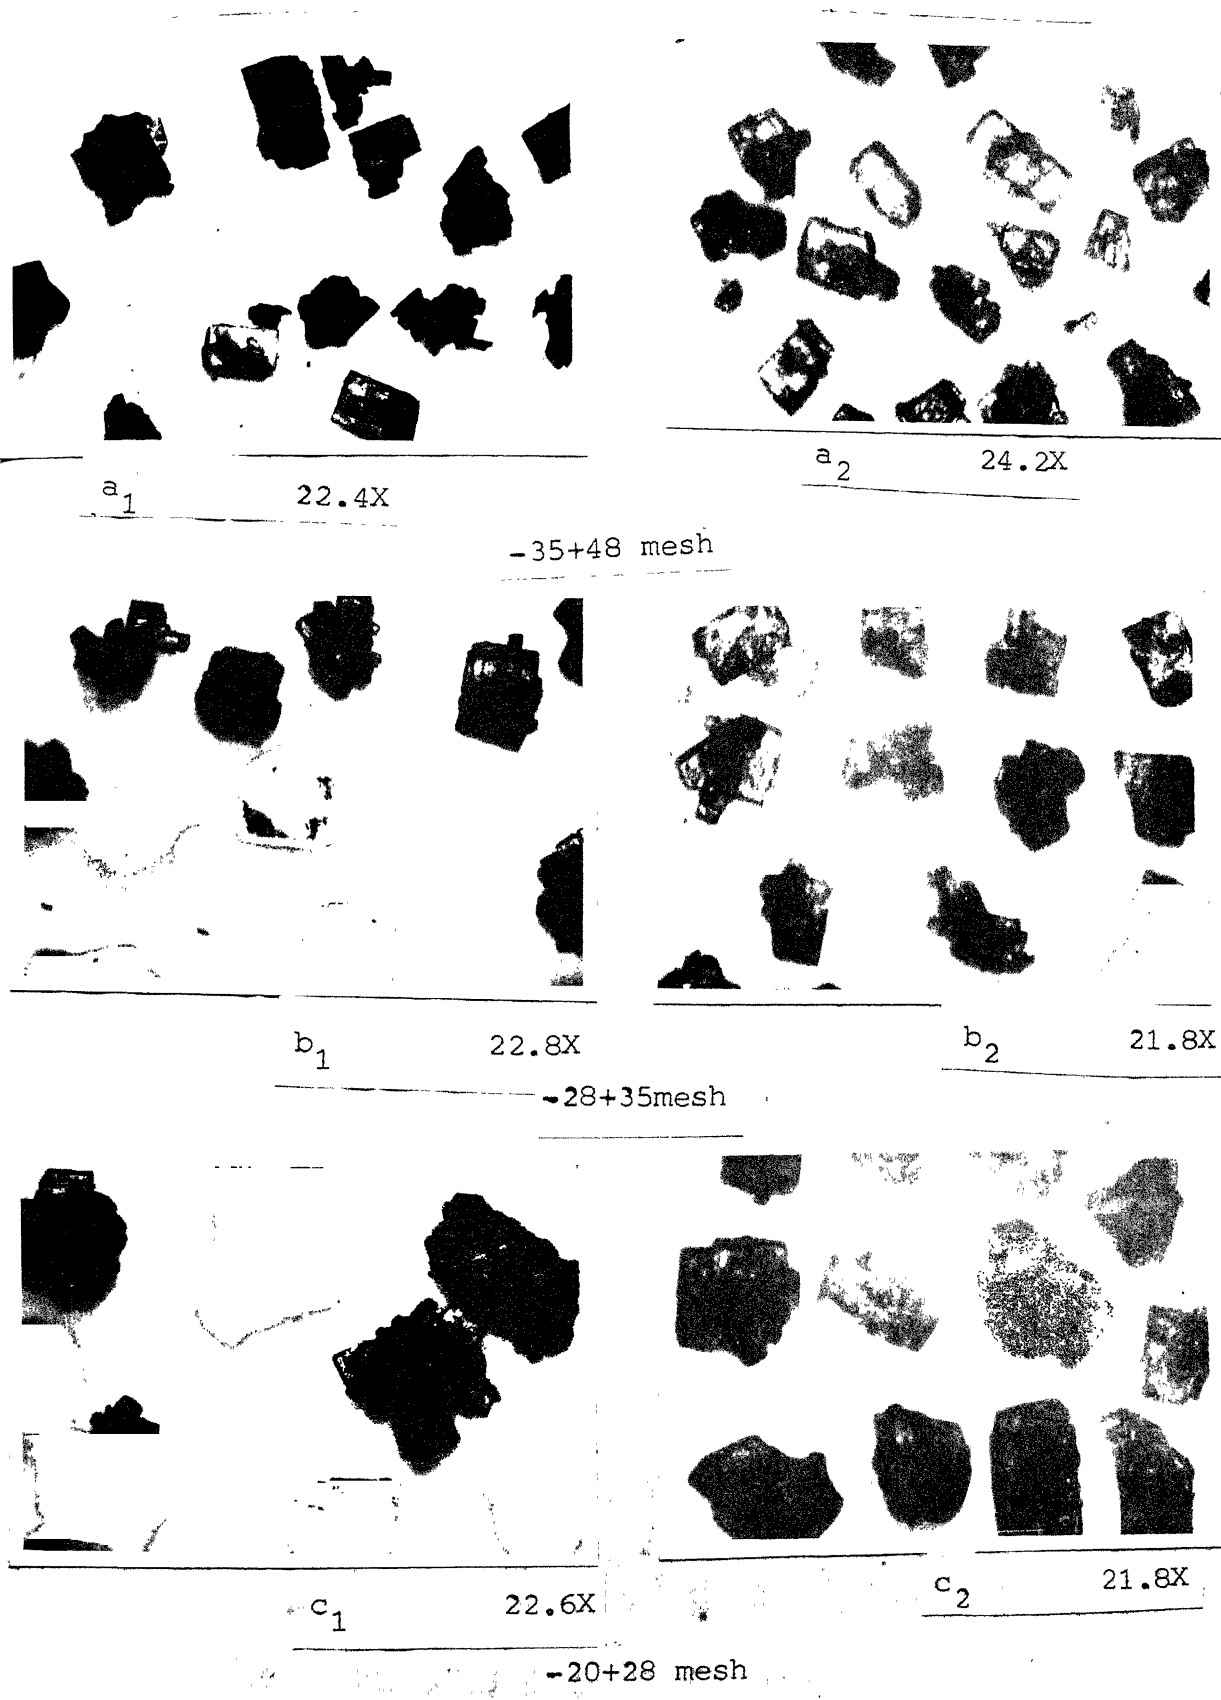 a1 22.4X
a2 24.2X
-35+48 mesh
b1 22.8X
b2 21.8X
-28+35mesh
c1 22.6X
c2 21.8X
-20+28 mesh